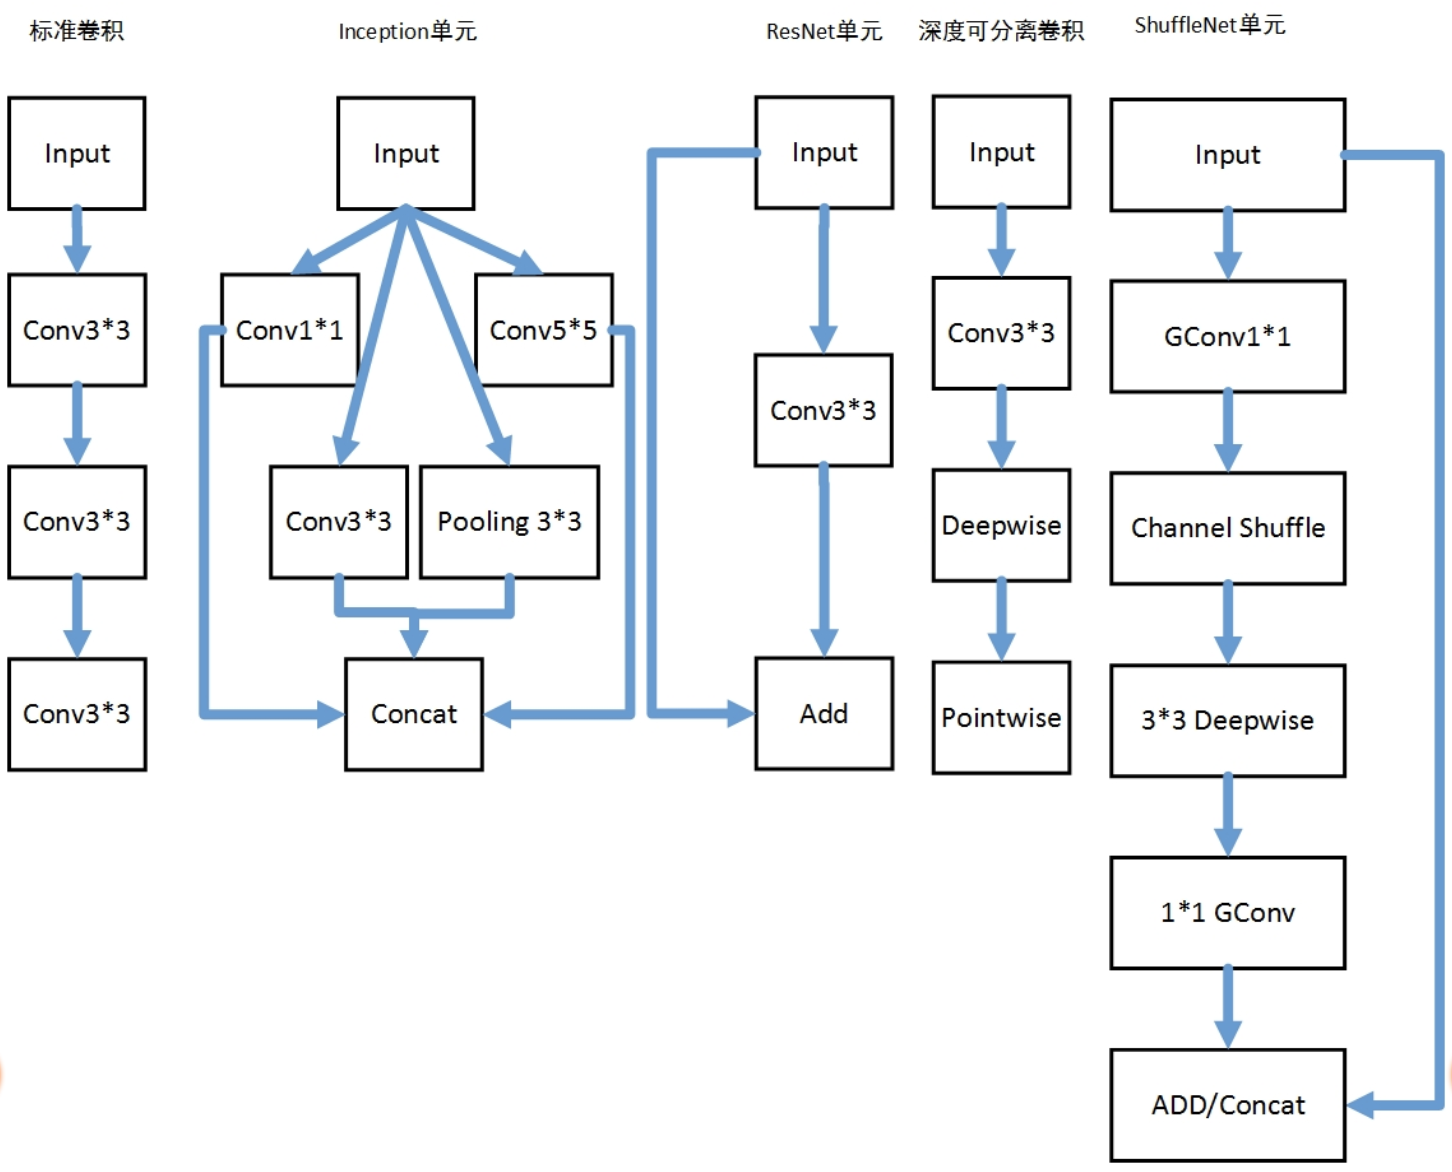 标准卷积
Input
Conv3*3
Conv3*3
Conv3*3
Inception单元
Input
Conv1*1
Conv5*5
Conv3*3
Pooling 3*3
Concat
ResNet单元
Input
Conv3*3
Add
深度可分离卷积
Input
Conv3*3
Deepwise
Pointwise
ShuffleNet单元
Input
GConv1*1
Channel Shuffle
3*3 Deepwise
1*1 GConv
ADD/Concat